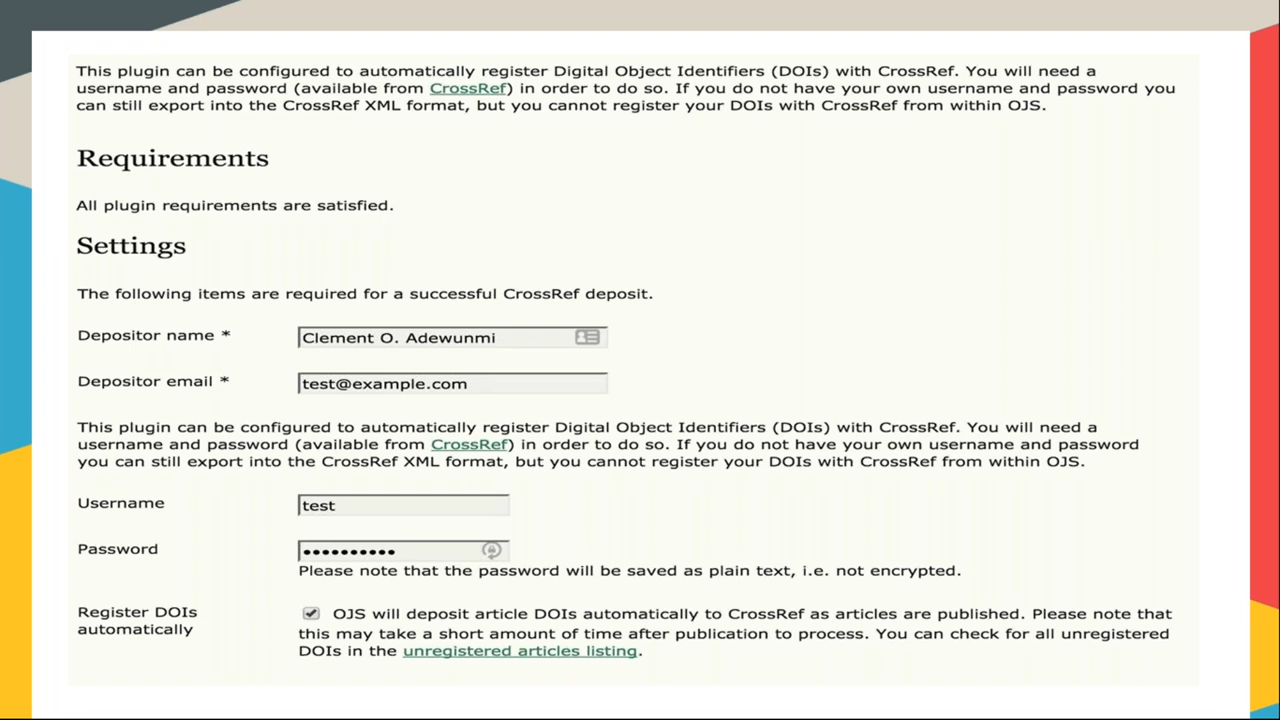 This plugin can be configured to automatically register Digital Object Identifiers (DOIs) with CrossRef. You will need a
username and password (available from CrossRef) in order to do so. If you do not have your own username and password you
can still export into the CrossRef XML format, but you cannot register your DOIs with CrossRef from within OJS.
Requirements
All plugin requirements are satisfied.
Settings
The following items are required for a successful CrossRef deposit.
Depositor name * Clement O. Adewunmi
Depositor email * test@example.com
This plugin can be configured to automatically register Digital Object Identifiers (DOIs) with CrossRef. You will need a
username and password (available from CrossRef) in order to do so. If you do not have your own username and password
you can still export into the CrossRef XML format, but you cannot register your DOIs with CrossRef from within OJS.
Username test
Password ••••••••••
Please note that the password will be saved as plain text, i.e. not encrypted.
Register DOIs
automatically
OJS will deposit article DOIs automatically to CrossRef as articles are published. Please note that
this may take a short amount of time after publication to process. You can check for all unregistered
DOIs in the unregistered articles listing.